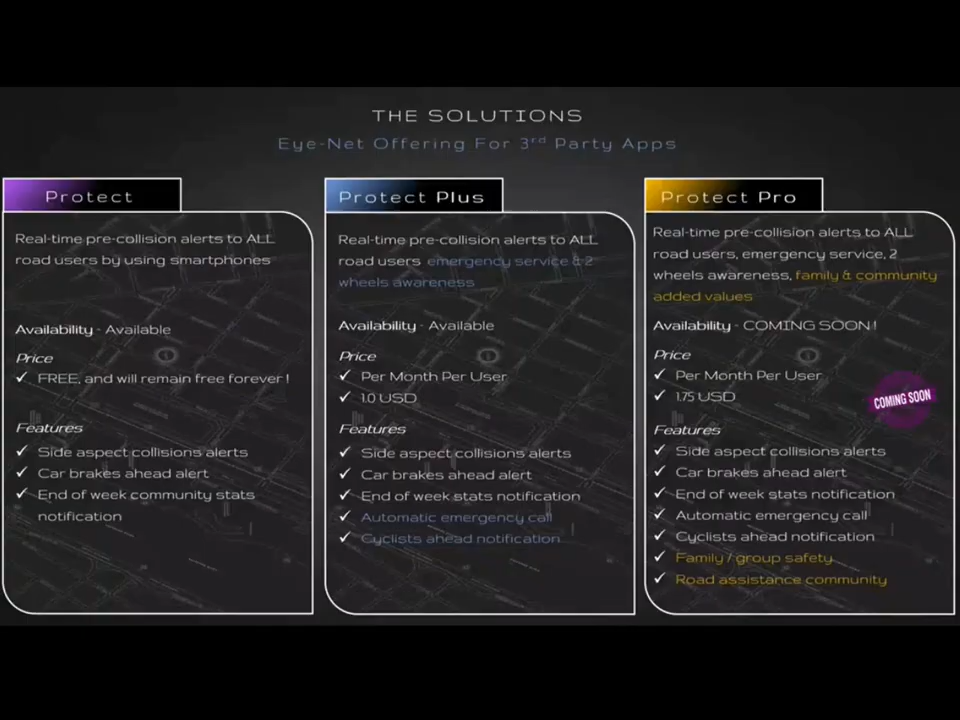 THE SOLUTIONS
Eye-Net Offering For 3rd Party Apps
Protect
Real-time pre-collision alerts to ALL
road users by using smartphones
Availability - Available
Price
✓ FREE, and will remain free forever !
Features
✓ Side aspect collisions alerts
✓ Car brakes ahead alert
✓ End of week community stats
notification
Protect Plus
Real-time pre-collision alerts to ALL
road users emergency service & 2
wheels awareness
Availability - Available
Price
✓ Per Month Per User
✓ 1.0 USD
Features
✓ Side aspect collisions alerts
✓ Car brakes ahead alert
✓ End of week stats notification
✓ Automatic emergency call
✓ Cyclists ahead notification
Protect Pro
Real-time pre-collision alerts to ALL
road users, emergency service, 2
wheels awareness, family & community
added values
Availability - COMING SOON !
Price
✓ Per Month Per User
✓ 1.75 USD
COMING SOON
Features
✓ Side aspect collisions alerts
✓ Car brakes ahead alert
✓ End of week stats notification
✓ Automatic emergency call
✓ Cyclists ahead notification
✓ Family / group safety
✓ Road assistance community